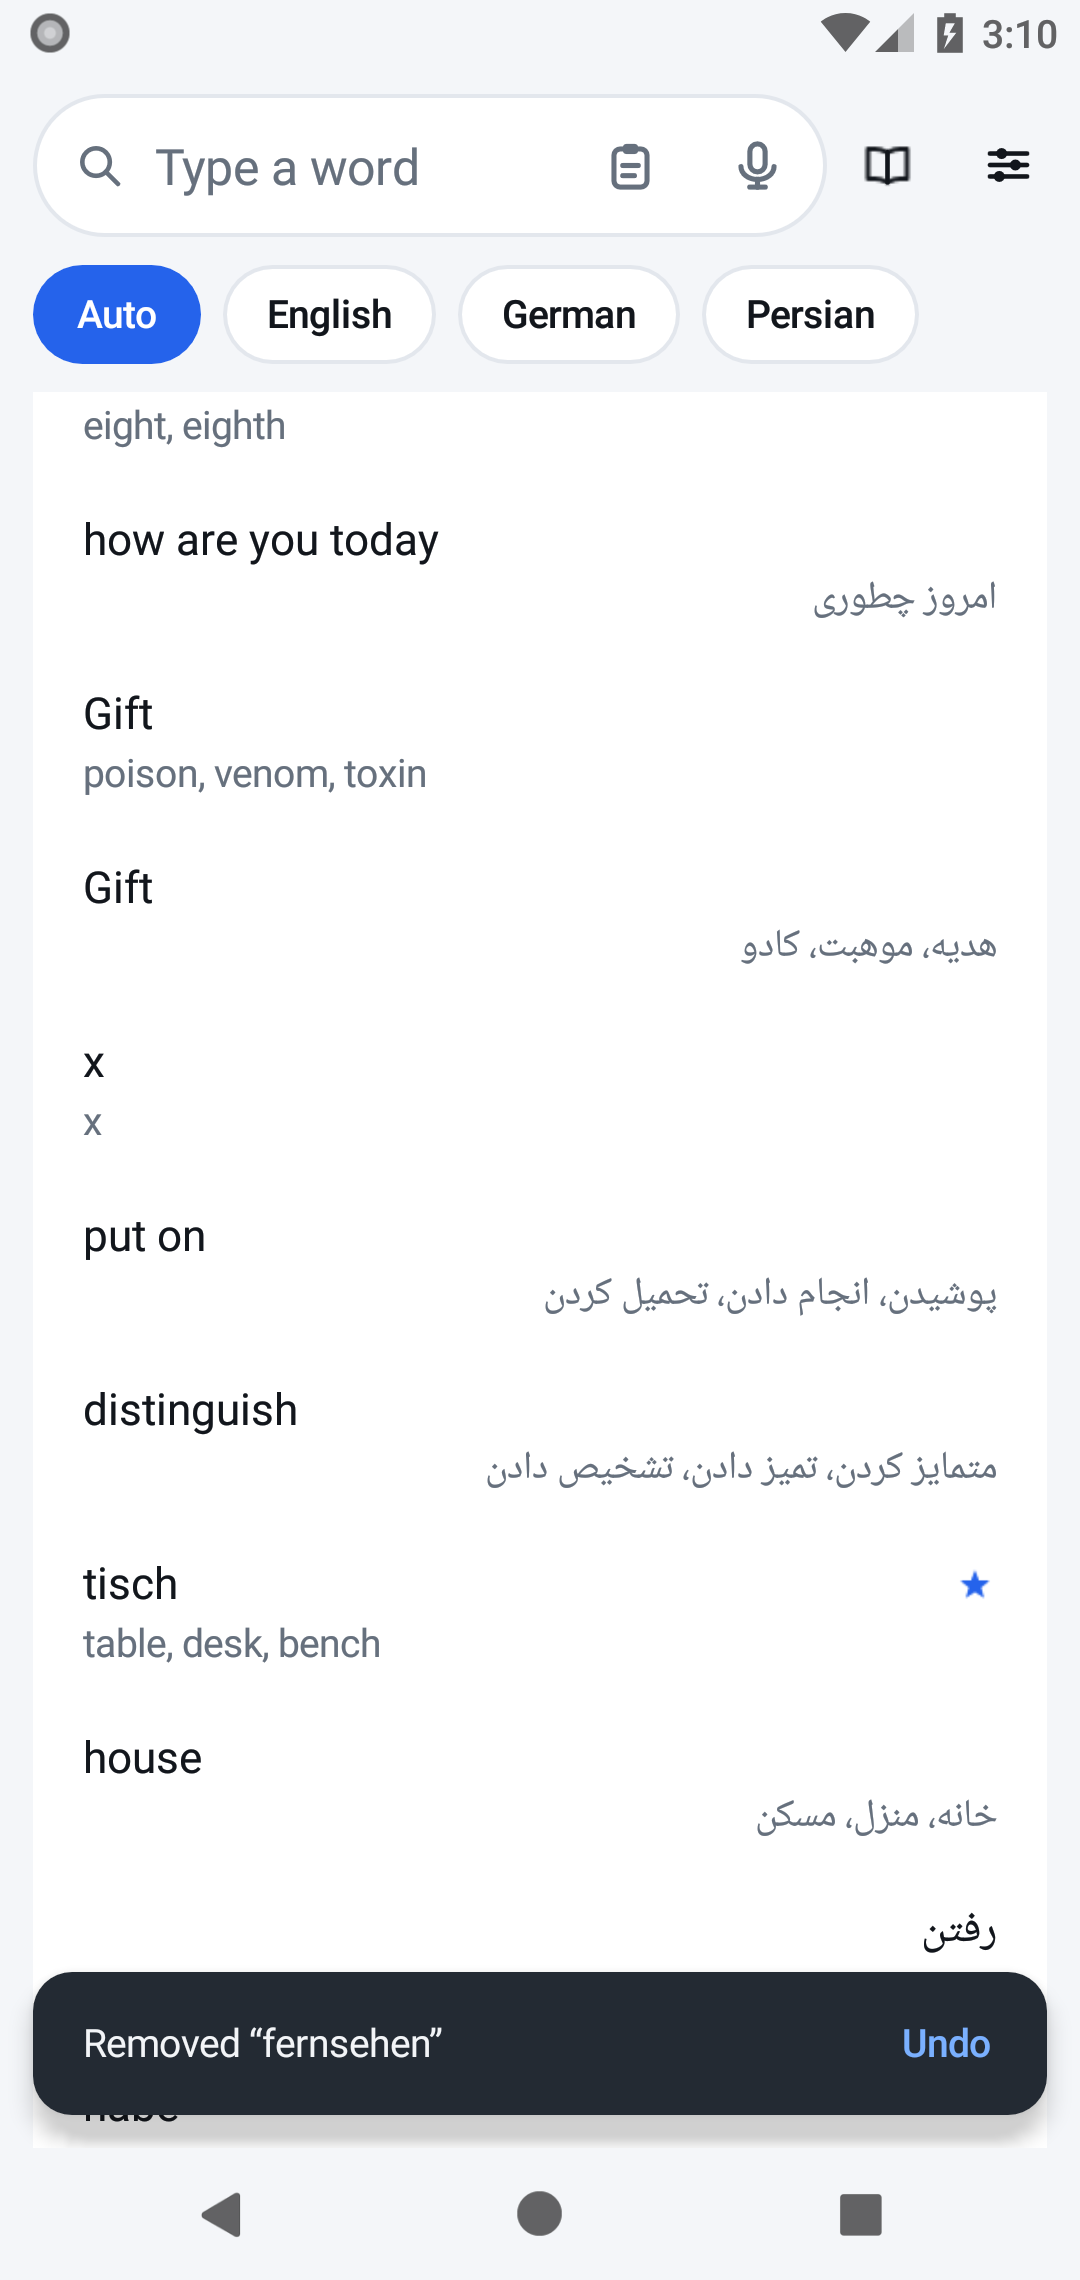 3:10
Type a word
Auto English German Persian
eight, eighth
how are you today
امروز چطوری
Gift
poison, venom, toxin
Gift
هدیه، موهبت، کادو
x
x
put on
پوشیدن، انجام دادن، تحمیل کردن
distinguish
متمایز کردن، تمیز دادن، تشخیص دادن
tisch
table, desk, bench
house
خانه، منزل، مسکن
رفتن
Removed “fernsehen” Undo